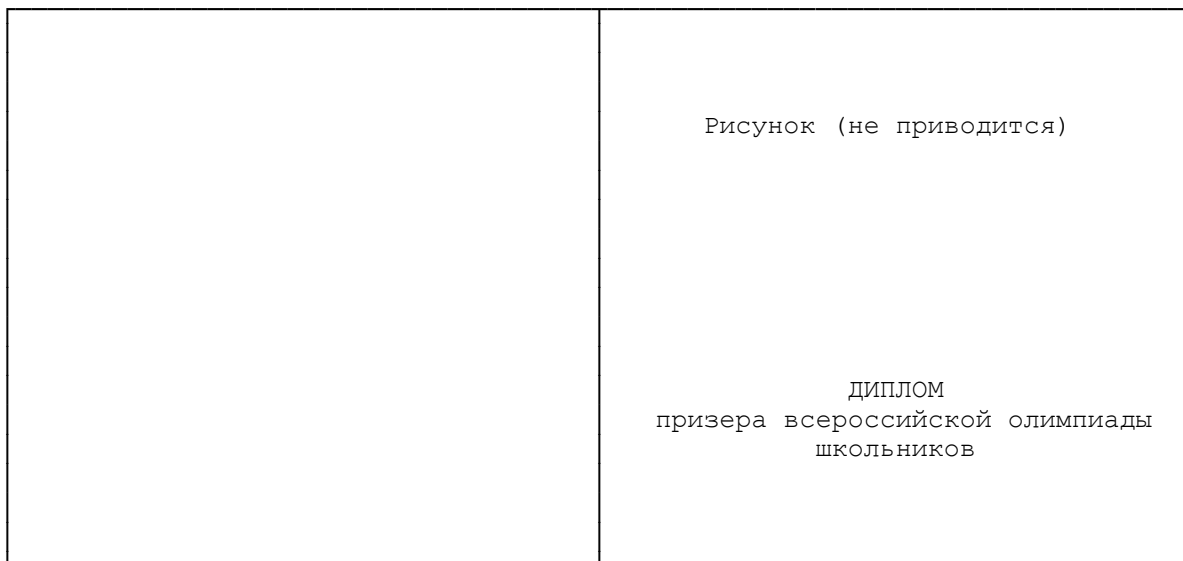 Рисунок (не приводится)
ДИПЛОМ
призера всероссийской олимпиады
школьников